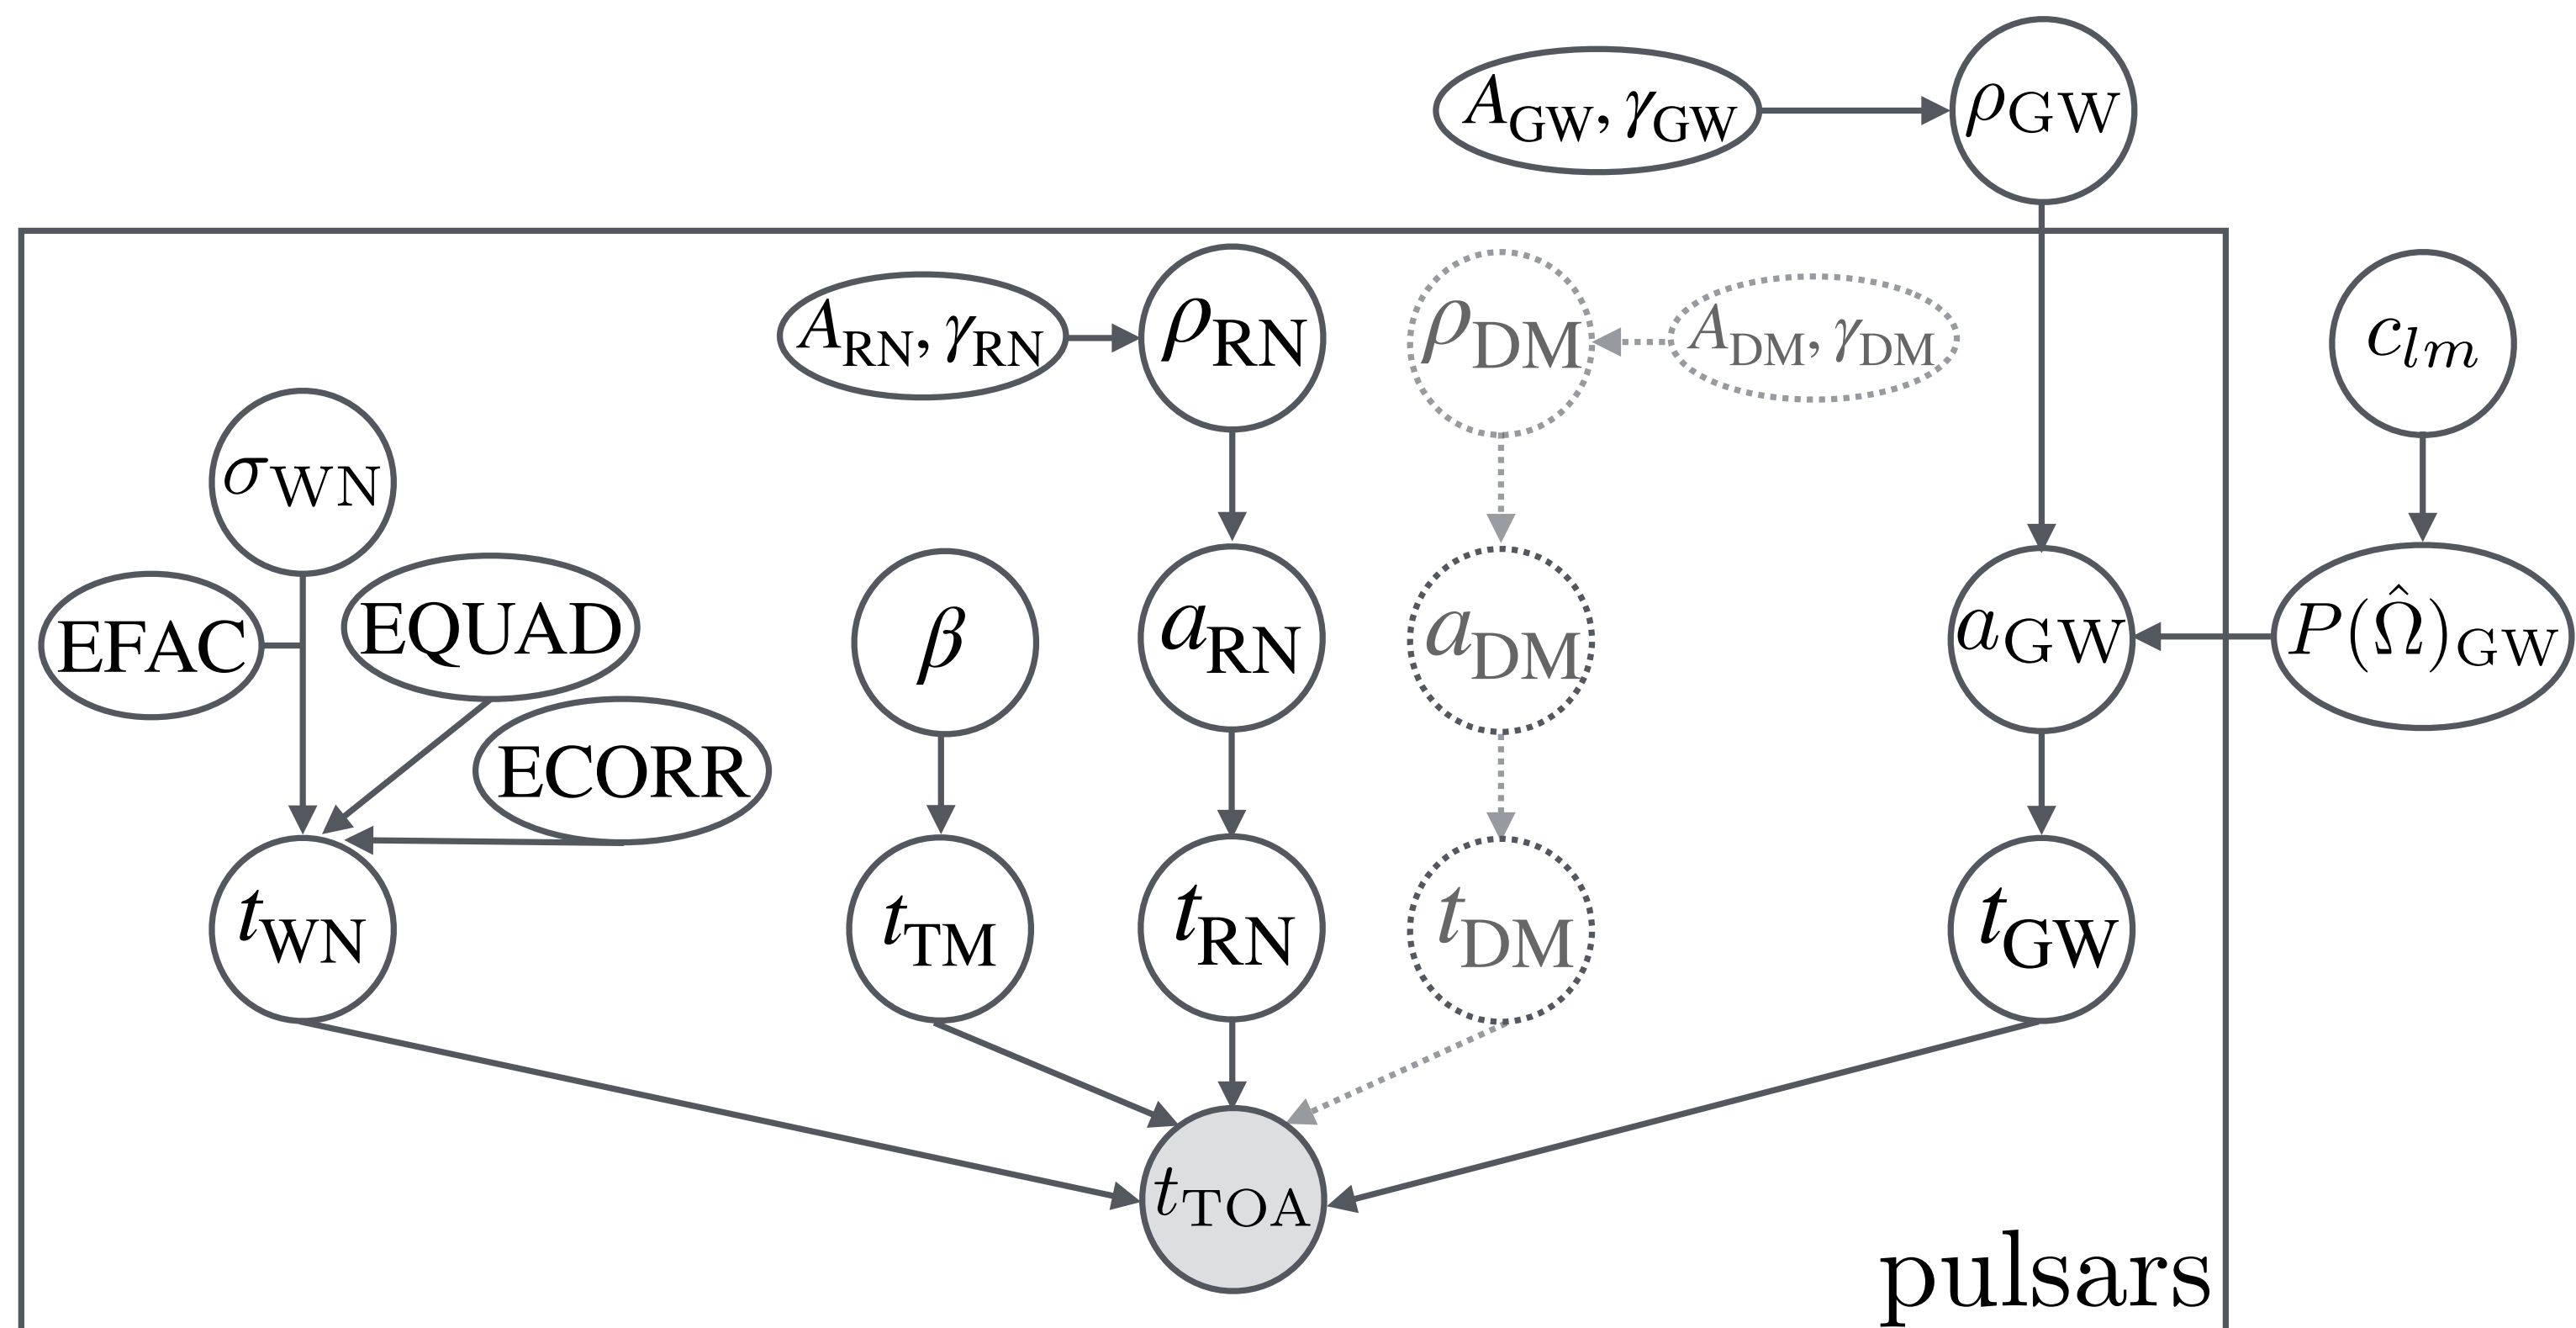 A_GW, γ_GW
ρ_GW
A_RN, γ_RN
ρ_RN
ρ_DM
A_DM, γ_DM
c_lm
σ_WN
EFAC
EQUAD
ECORR
β
a_RN
a_DM
a_GW
P(Ω̂)_GW
t_WN
t_TM
t_RN
t_DM
t_GW
t_TOA
pulsars